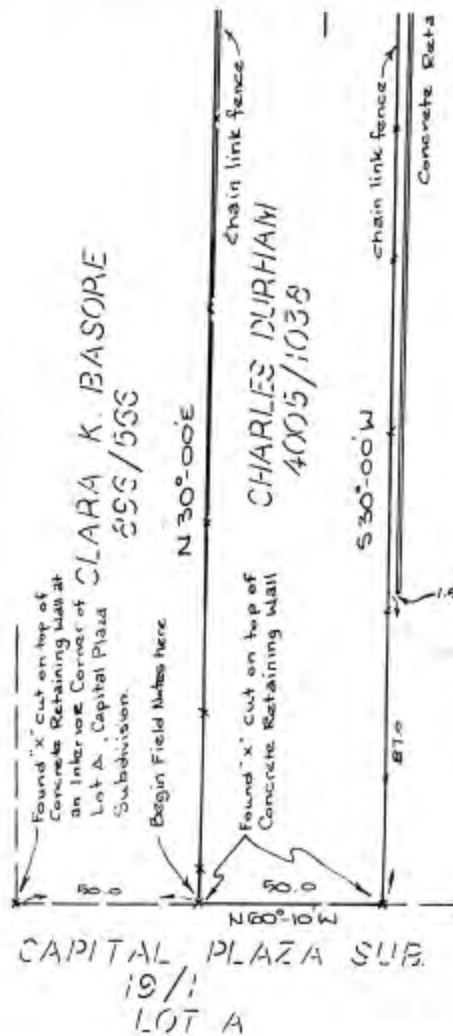 chain link fence
chain link fence
Concrete Reta
CLARA K. BASORE
N 30°-00'E
CHARLES DURHAM
4005/1038
S 30°-00' W
Found "x" cut on top of
Concrete Retaining Wall at
an Interior Corner of
Lot A, Capital Plaza
Subdivision.
Begin Field Notes here
Found "x" cut on top of
Concrete Retaining Wall
87.0
50.0
50.0
N60°-10'W
CAPITAL PLAZA SUB.
19/1
LOT A